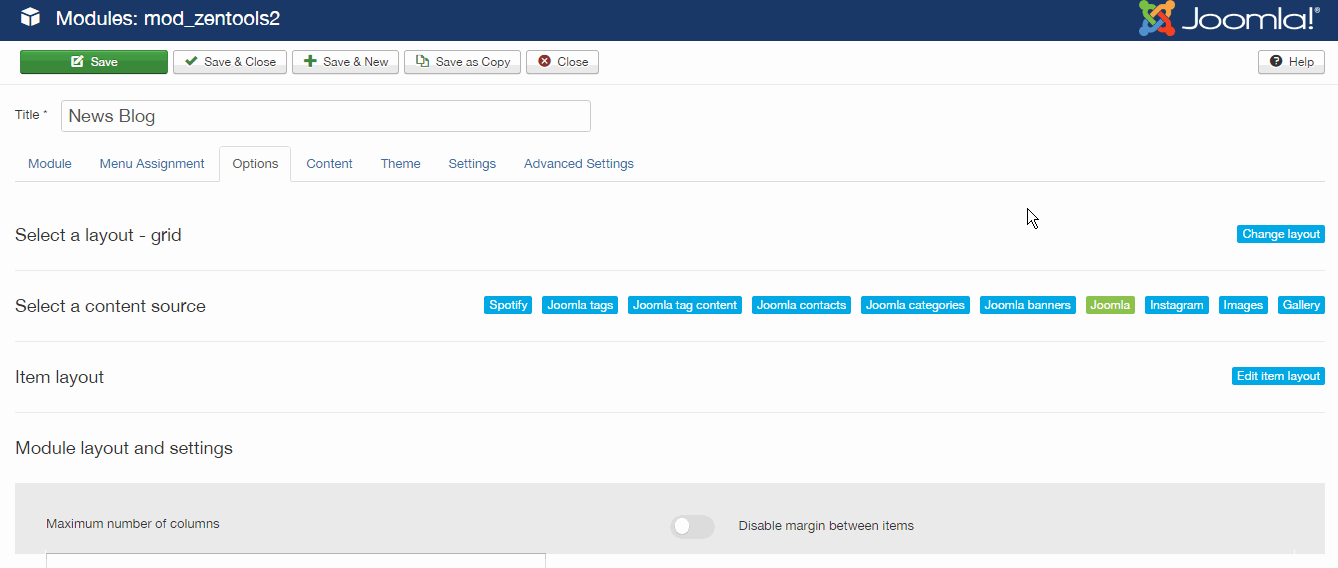 Modules: mod_zentools2
Joomla!®
Save
Save & Close
Save & New
Save as Copy
Close
Help
Title *
News Blog
Module
Menu Assignment
Options
Content
Theme
Settings
Advanced Settings
Select a layout - grid
Change layout
Select a content source
Spotify
Joomla tags
Joomla tag content
Joomla contacts
Joomla categories
Joomla banners
Joomla
Instagram
Images
Gallery
Item layout
Edit item layout
Module layout and settings
Maximum number of columns
Disable margin between items